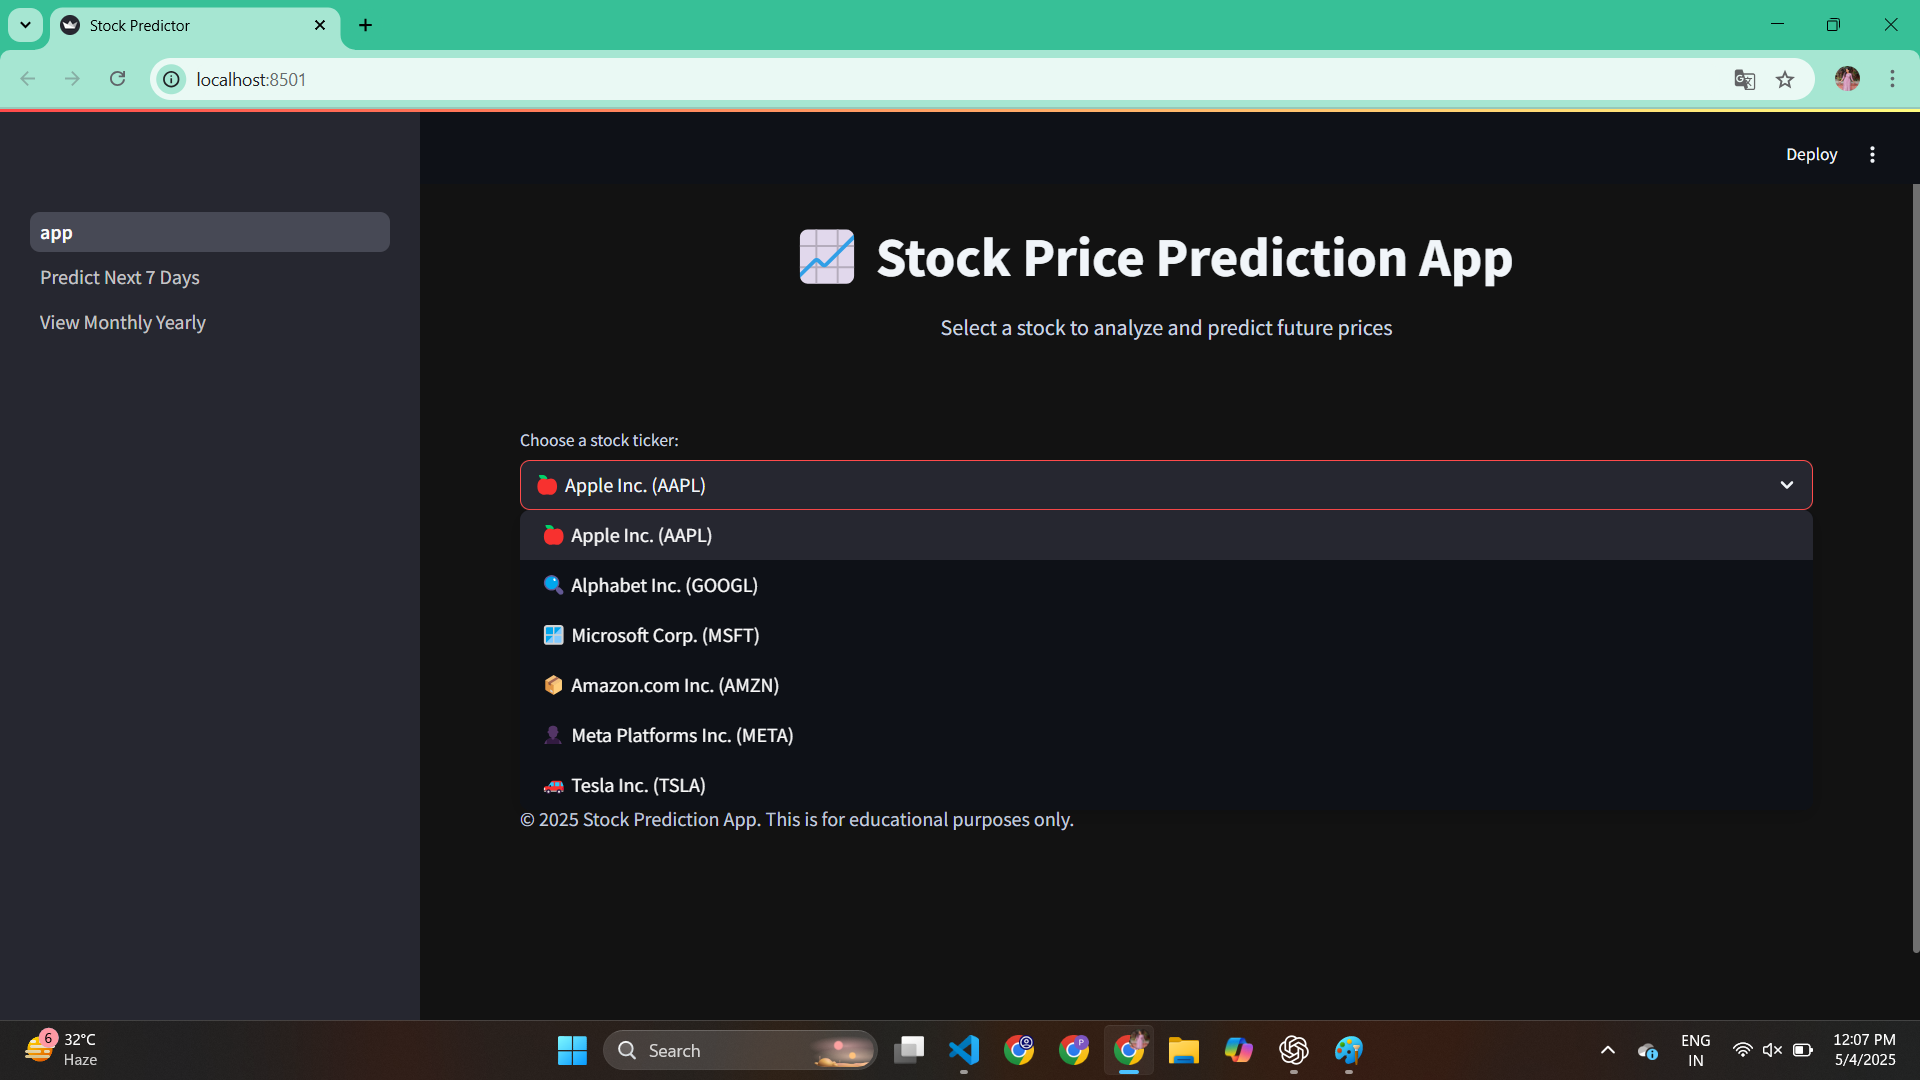 Stock Predictor
localhost:8501
Deploy
app
Predict Next 7 Days
View Monthly Yearly
Stock Price Prediction App
Select a stock to analyze and predict future prices
Choose a stock ticker:
Apple Inc. (AAPL)
Apple Inc. (AAPL)
Alphabet Inc. (GOOGL)
Microsoft Corp. (MSFT)
Amazon.com Inc. (AMZN)
Meta Platforms Inc. (META)
Tesla Inc. (TSLA)
© 2025 Stock Prediction App. This is for educational purposes only.
6
32°C
Haze
Search
P
ENG
IN
12:07 PM
5/4/2025